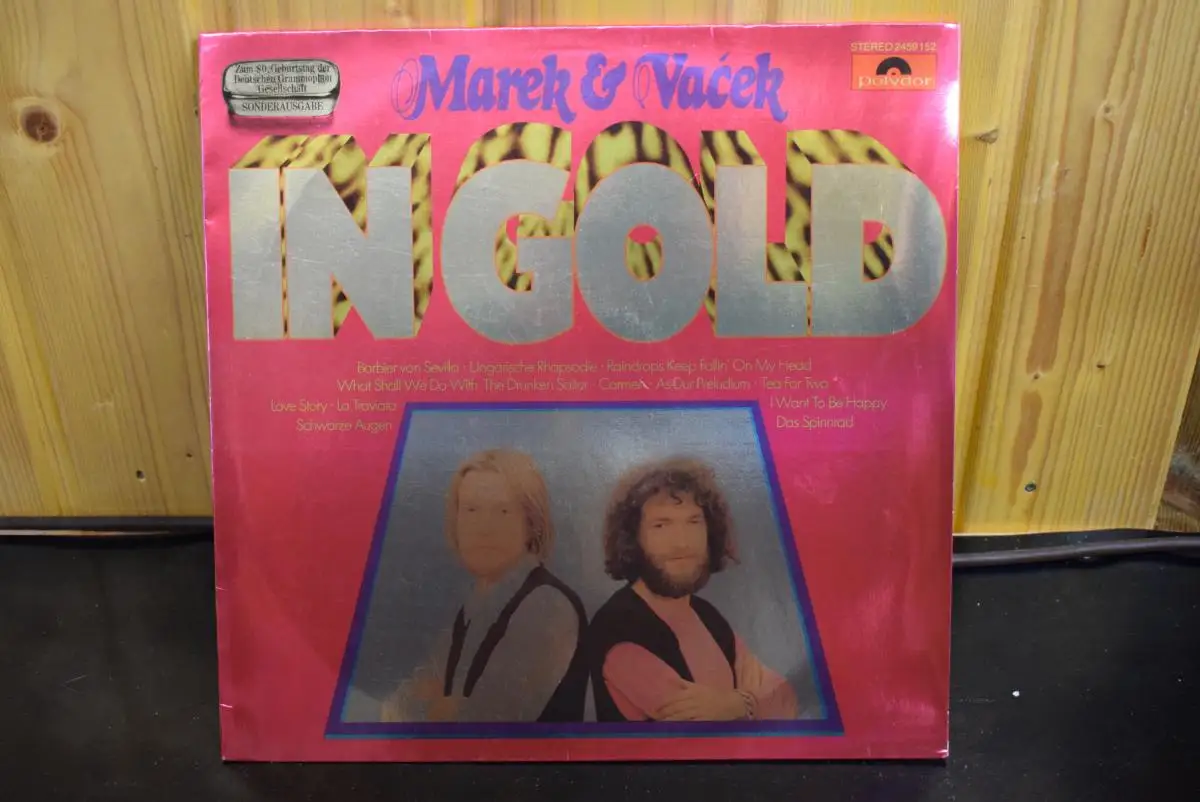 Zum 80. Geburtstag der
Deutschen Grammophon
Gesellschaft
SONDERAUSGABE
STEREO 2459 152
polydor
Marek & Vaćek
IN GOLD
Barbier von Sevilla · Ungarische Rhapsodie · Raindrops Keep Fallin' On My Head
What Shall We Do With The Drunken Sailor · Carmen · As-Dur Preludium · Tea For Two
Love Story · La Traviata
I Want To Be Happy
Schwarze Augen
Das Spinnrad